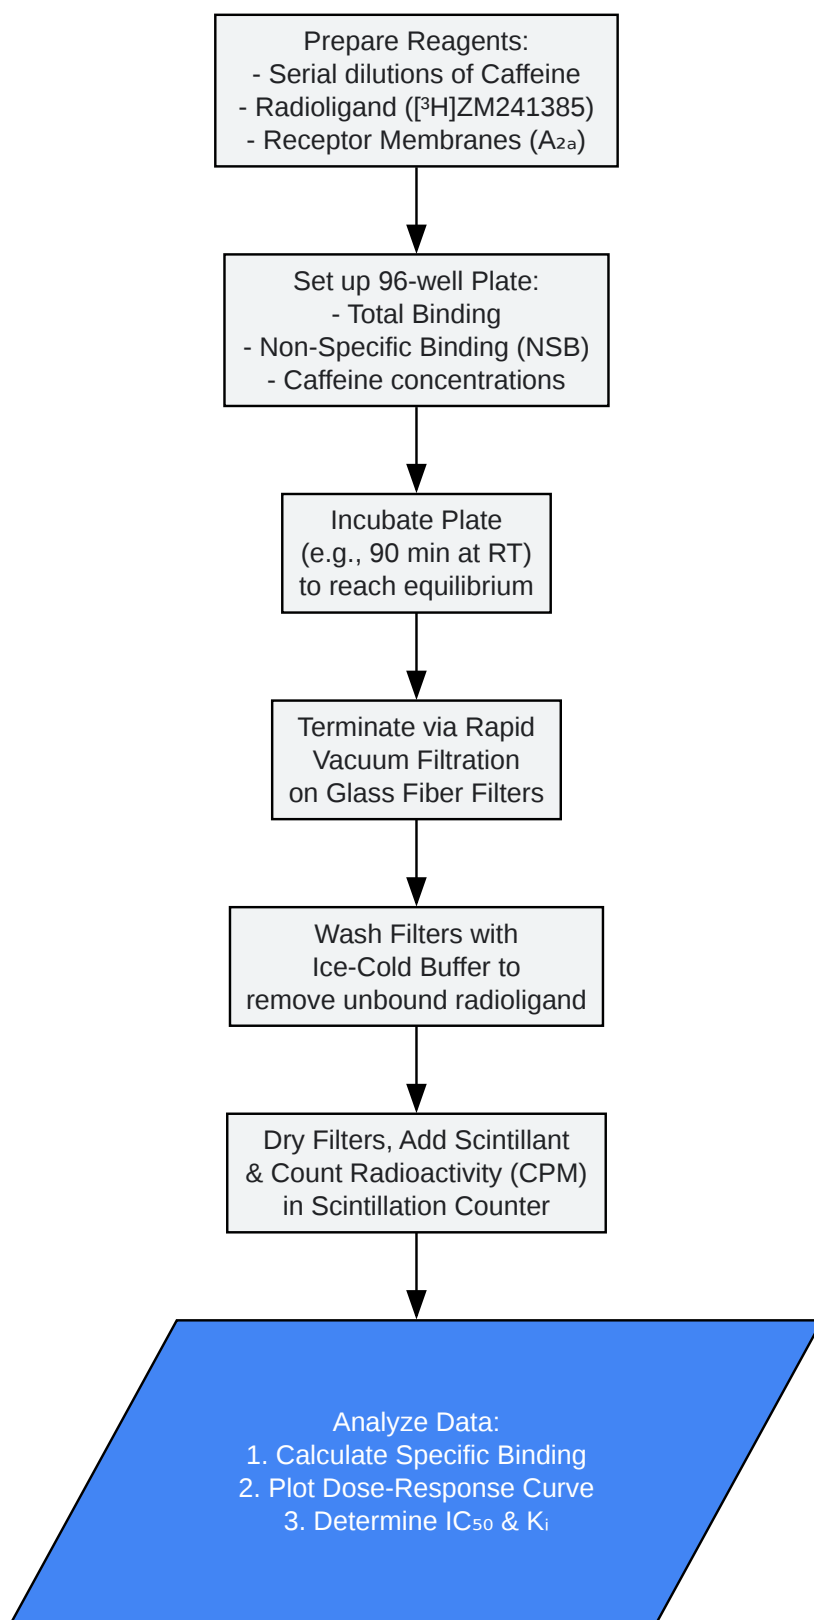 Prepare Reagents:
- Serial dilutions of Caffeine
- Radioligand ([³H]ZM241385)
- Receptor Membranes (A₂ₐ)
Set up 96-well Plate:
- Total Binding
- Non-Specific Binding (NSB)
- Caffeine concentrations
Incubate Plate
(e.g., 90 min at RT)
to reach equilibrium
Terminate via Rapid
Vacuum Filtration
on Glass Fiber Filters
Wash Filters with
Ice-Cold Buffer to
remove unbound radioligand
Dry Filters, Add Scintillant
& Count Radioactivity (CPM)
in Scintillation Counter
Analyze Data:
1. Calculate Specific Binding
2. Plot Dose-Response Curve
3. Determine IC₅₀ & Kᵢ